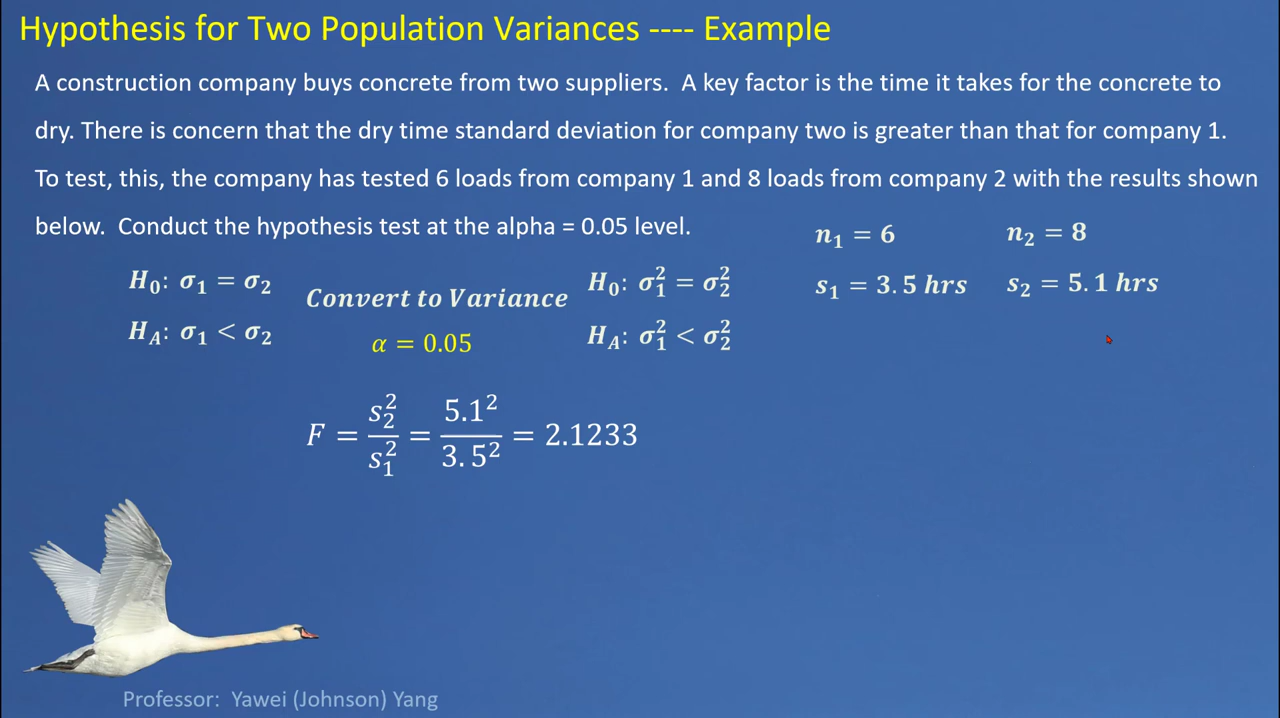 Hypothesis for Two Population Variances ---- Example
A construction company buys concrete from two suppliers.  A key factor is the time it takes for the concrete to
dry. There is concern that the dry time standard deviation for company two is greater than that for company 1.
To test, this, the company has tested 6 loads from company 1 and 8 loads from company 2 with the results shown
below.  Conduct the hypothesis test at the alpha = 0.05 level.
n₁ = 6 n₂ = 8
H₀: σ₁ = σ₂ Convert to Variance H₀: σ₁² = σ₂² s₁ = 3.5 hrs s₂ = 5.1 hrs
H_A: σ₁ < σ₂ α = 0.05 H_A: σ₁² < σ₂²
F = s₂²/s₁² = 5.1²/3.5² = 2.1233
Professor:  Yawei (Johnson) Yang